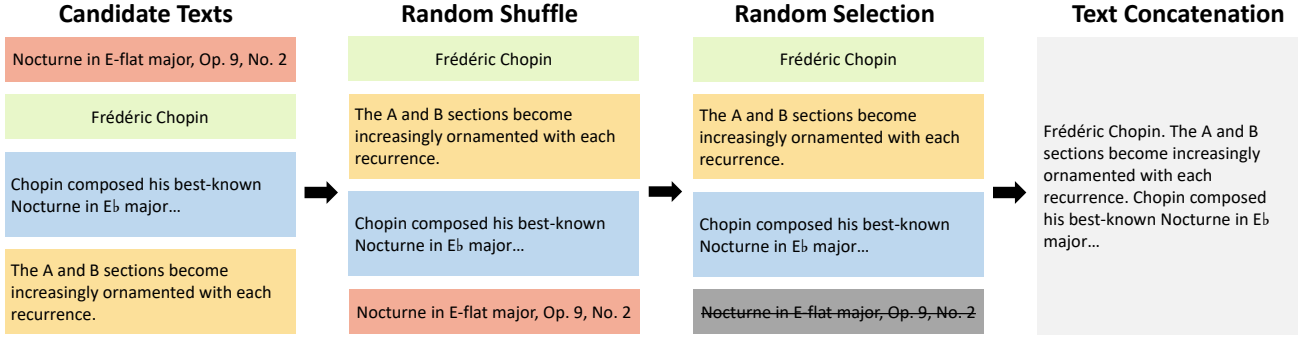 Candidate Texts
Nocturne in E-flat major, Op. 9, No. 2
Frédéric Chopin
Chopin composed his best-known
Nocturne in E♭ major…
The A and B sections become
increasingly ornamented with each
recurrence.
Random Shuffle
Frédéric Chopin
The A and B sections become
increasingly ornamented with each
recurrence.
Chopin composed his best-known
Nocturne in E♭ major…
Nocturne in E-flat major, Op. 9, No. 2
Random Selection
Frédéric Chopin
The A and B sections become
increasingly ornamented with each
recurrence.
Chopin composed his best-known
Nocturne in E♭ major…
Nocturne in E-flat major, Op. 9, No. 2
Text Concatenation
Frédéric Chopin. The A and B
sections become increasingly
ornamented with each
recurrence. Chopin composed
his best-known Nocturne in E♭
major…